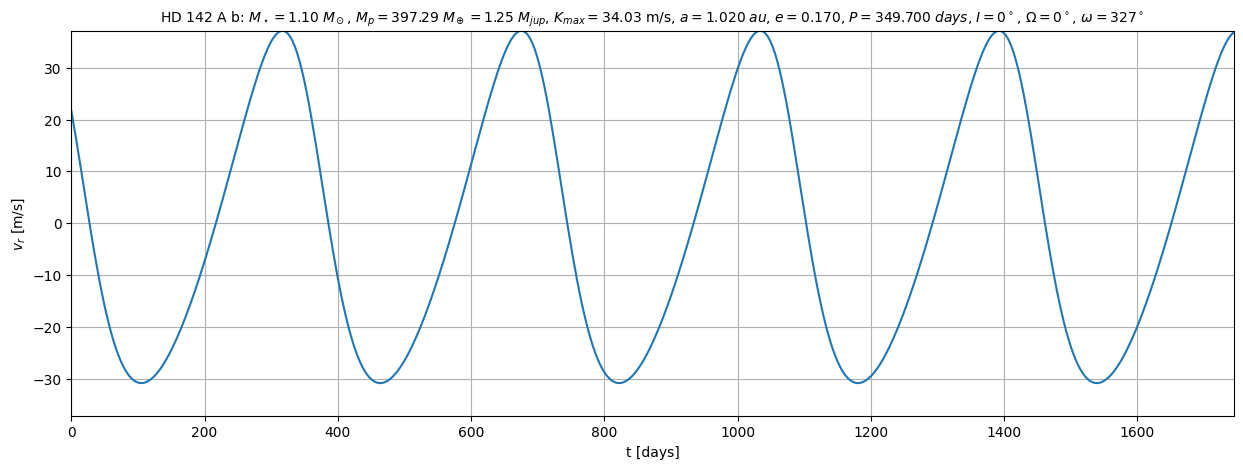 HD 142 A b: M⋆ = 1.10 M⊙, Mp = 397.29 M⊕ = 1.25 Mjup, Kmax = 34.03 m/s, a = 1.020 au, e = 0.170, P = 349.700 days, I = 0°, Ω = 0°, ω = 327°
vr [m/s]
30
20
10
0
−10
−20
−30
0 200 400 600 800 1000 1200 1400 1600
t [days]